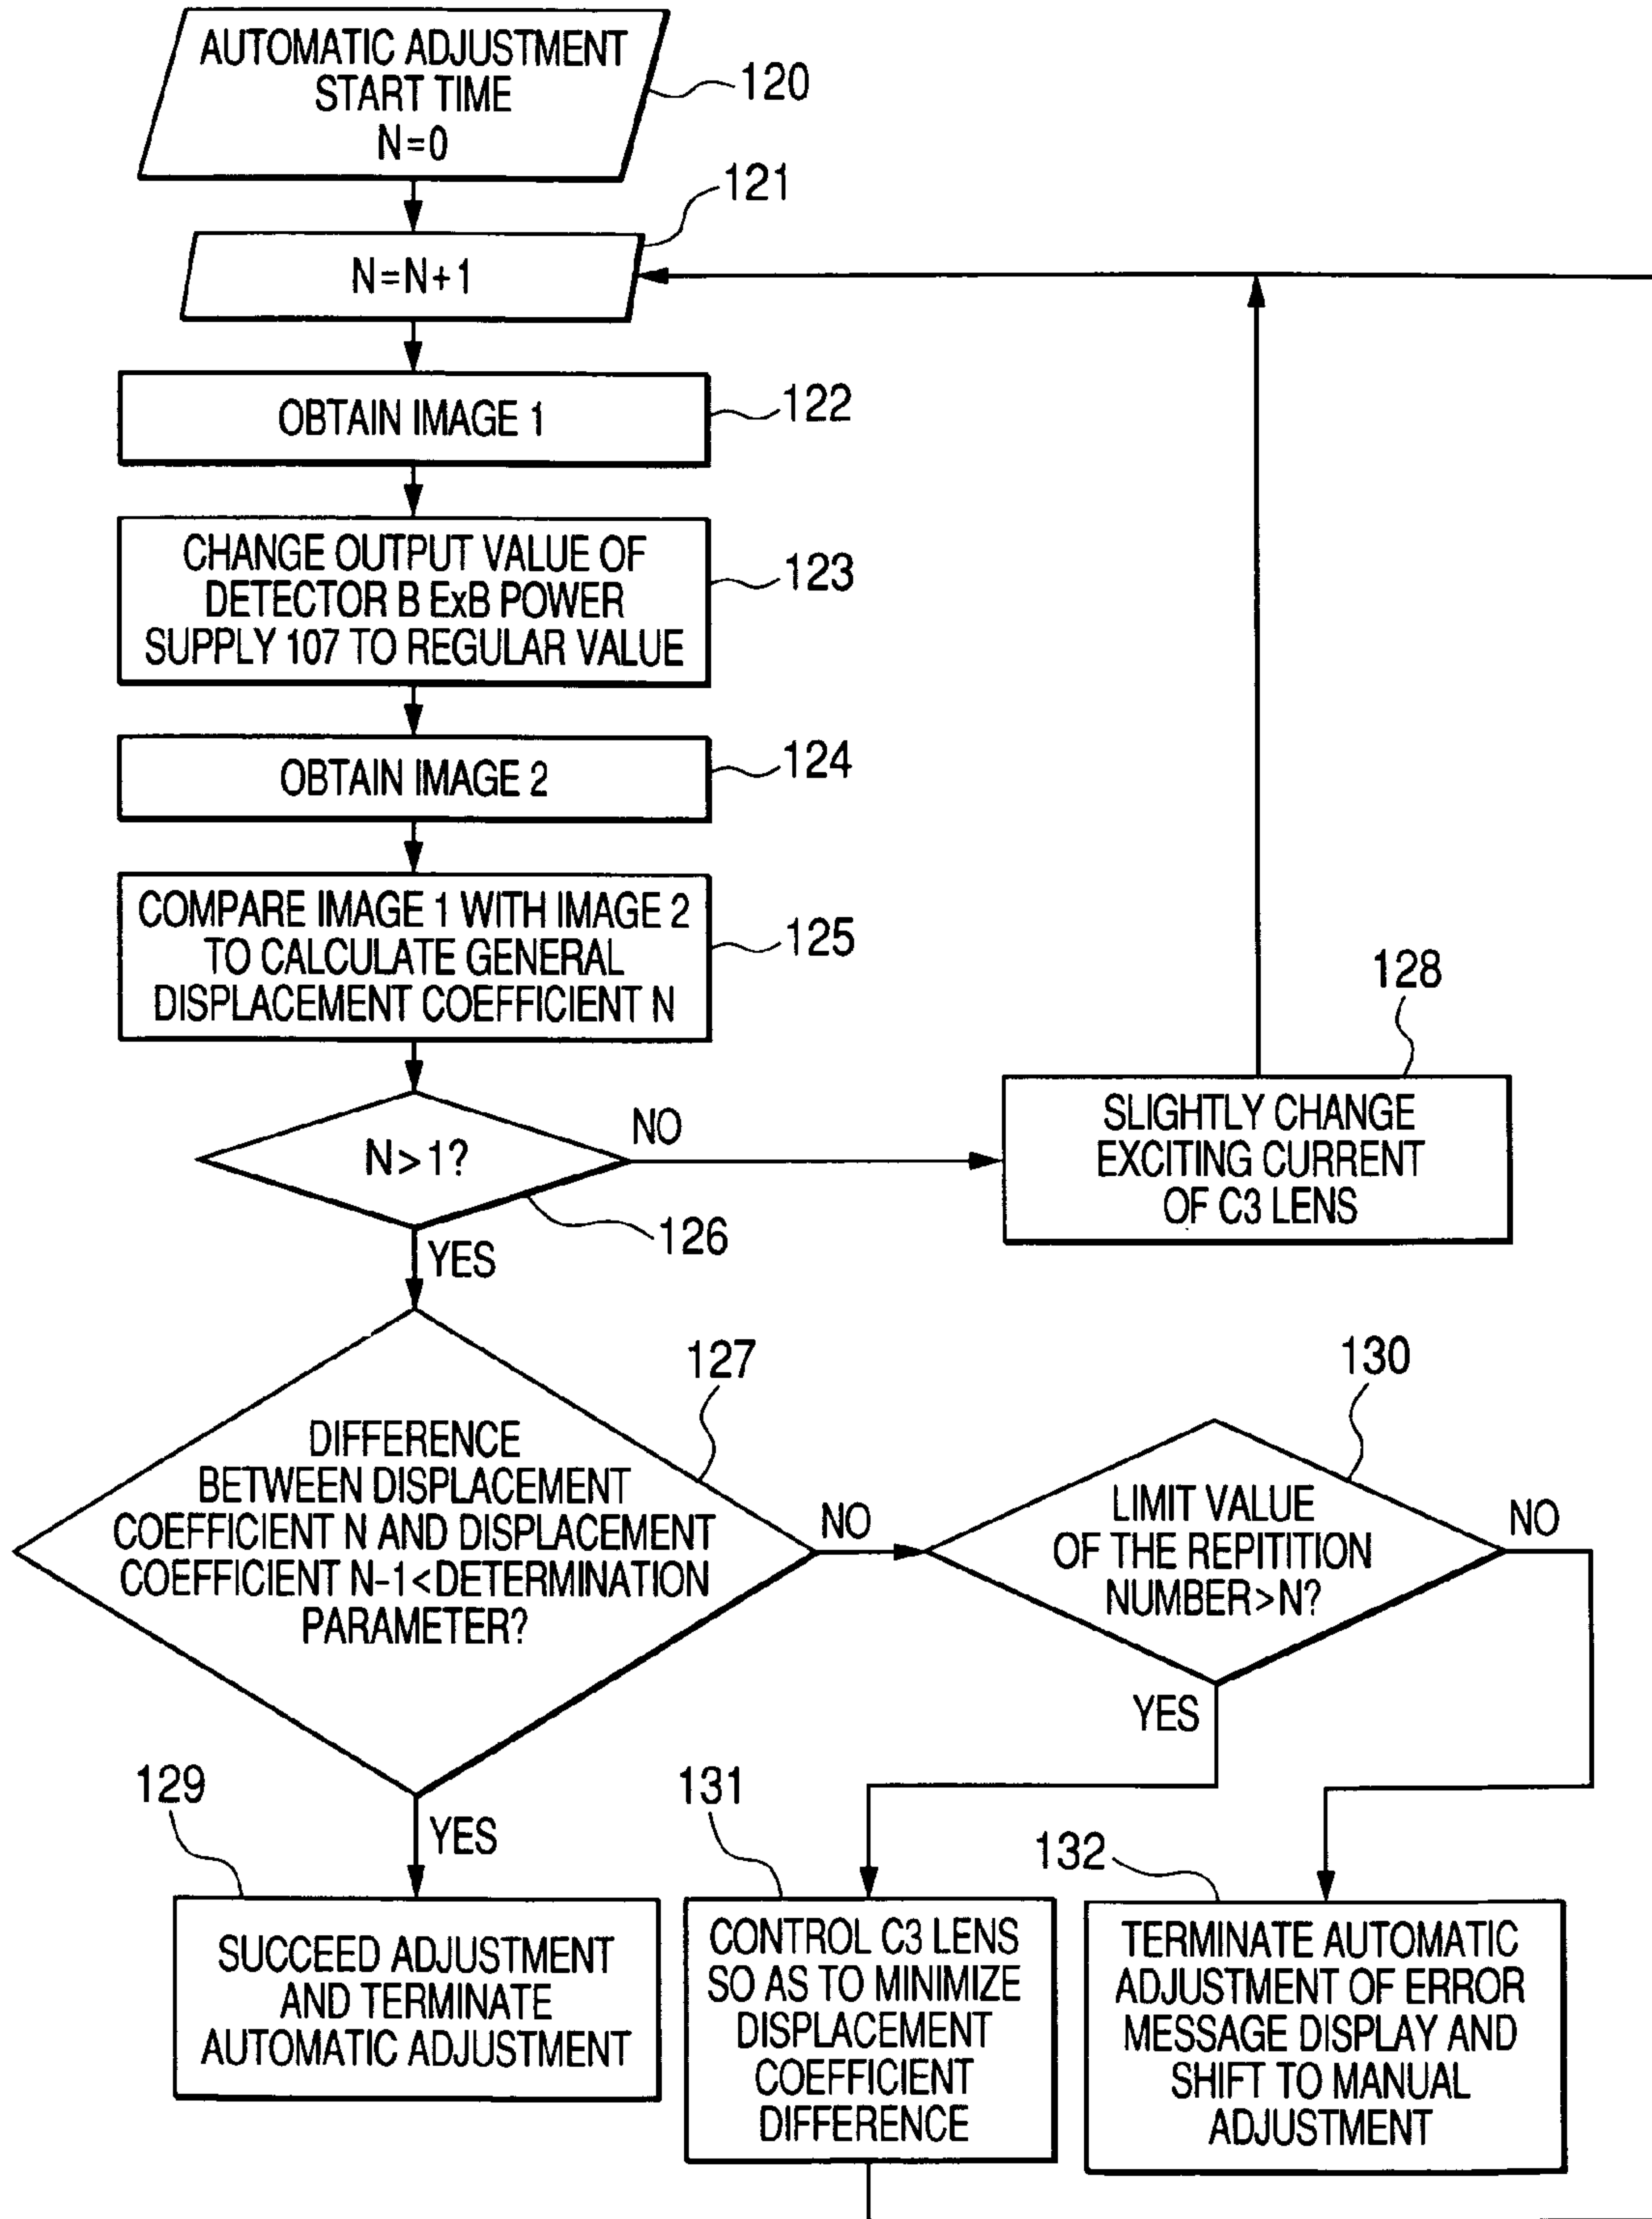 AUTOMATIC ADJUSTMENT
START TIME
N=0
120
121
N=N+1
OBTAIN IMAGE 1
122
CHANGE OUTPUT VALUE OF
DETECTOR B ExB POWER
SUPPLY 107 TO REGULAR VALUE
123
OBTAIN IMAGE 2
124
COMPARE IMAGE 1 WITH IMAGE 2
TO CALCULATE GENERAL
DISPLACEMENT COEFFICIENT N
125
N>1?
NO
126
YES
128
SLIGHTLY CHANGE
EXCITING CURRENT
OF C3 LENS
127
DIFFERENCE
BETWEEN DISPLACEMENT
COEFFICIENT N AND DISPLACEMENT
COEFFICIENT N-1<DETERMINATION
PARAMETER?
NO
YES
130
LIMIT VALUE
OF THE REPITITION
NUMBER>N?
NO
YES
129
SUCCEED ADJUSTMENT
AND TERMINATE
AUTOMATIC ADJUSTMENT
131
CONTROL C3 LENS
SO AS TO MINIMIZE
DISPLACEMENT
COEFFICIENT
DIFFERENCE
132
TERMINATE AUTOMATIC
ADJUSTMENT OF ERROR
MESSAGE DISPLAY AND
SHIFT TO MANUAL
ADJUSTMENT